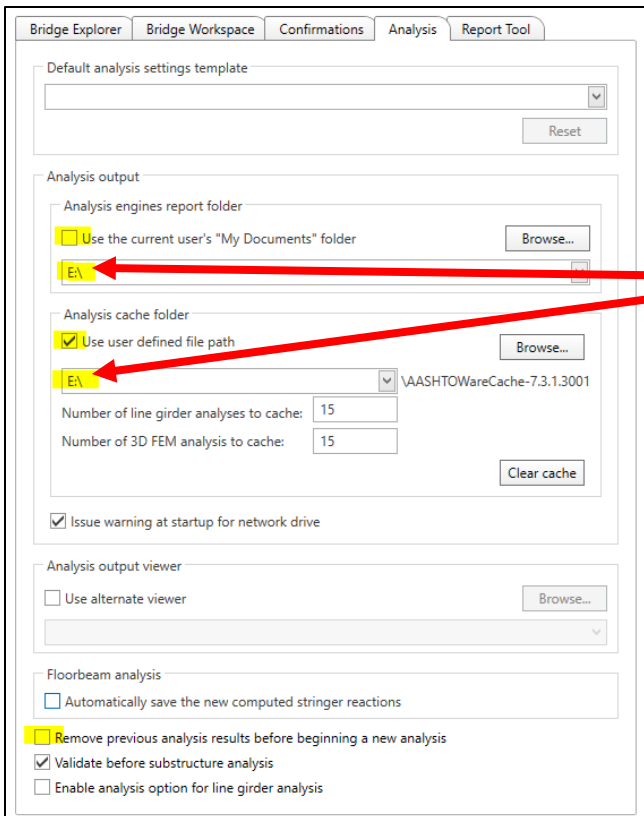 Bridge Explorer Bridge Workspace Confirmations Analysis Report Tool
Default analysis settings template
Reset
Analysis output
Analysis engines report folder
Use the current user's "My Documents" folder Browse...
E:\
Analysis cache folder
Use user defined file path Browse...
E:\ \AASHTOWareCache-7.3.1.3001
Number of line girder analyses to cache: 15
Number of 3D FEM analysis to cache: 15
Clear cache
Issue warning at startup for network drive
Analysis output viewer
Use alternate viewer Browse...
Floorbeam analysis
Automatically save the new computed stringer reactions
Remove previous analysis results before beginning a new analysis
Validate before substructure analysis
Enable analysis option for line girder analysis